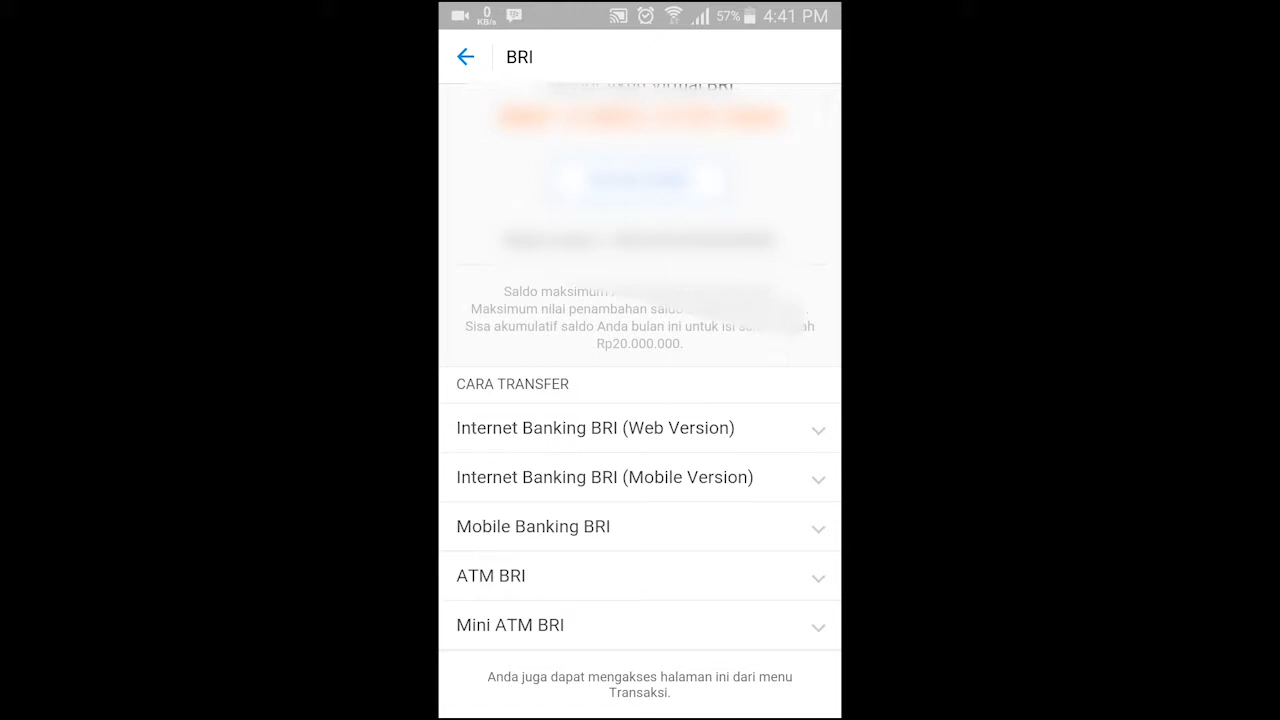 0
KB/s
57%
4:41 PM
BRI
Virtual BRI
Saldo maksimum
Maksimum nilai penambahan saldo
Sisa akumulatif saldo Anda bulan ini untuk isi
Rp20.000.000.
CARA TRANSFER
Internet Banking BRI (Web Version)
Internet Banking BRI (Mobile Version)
Mobile Banking BRI
ATM BRI
Mini ATM BRI
Anda juga dapat mengakses halaman ini dari menu
Transaksi.